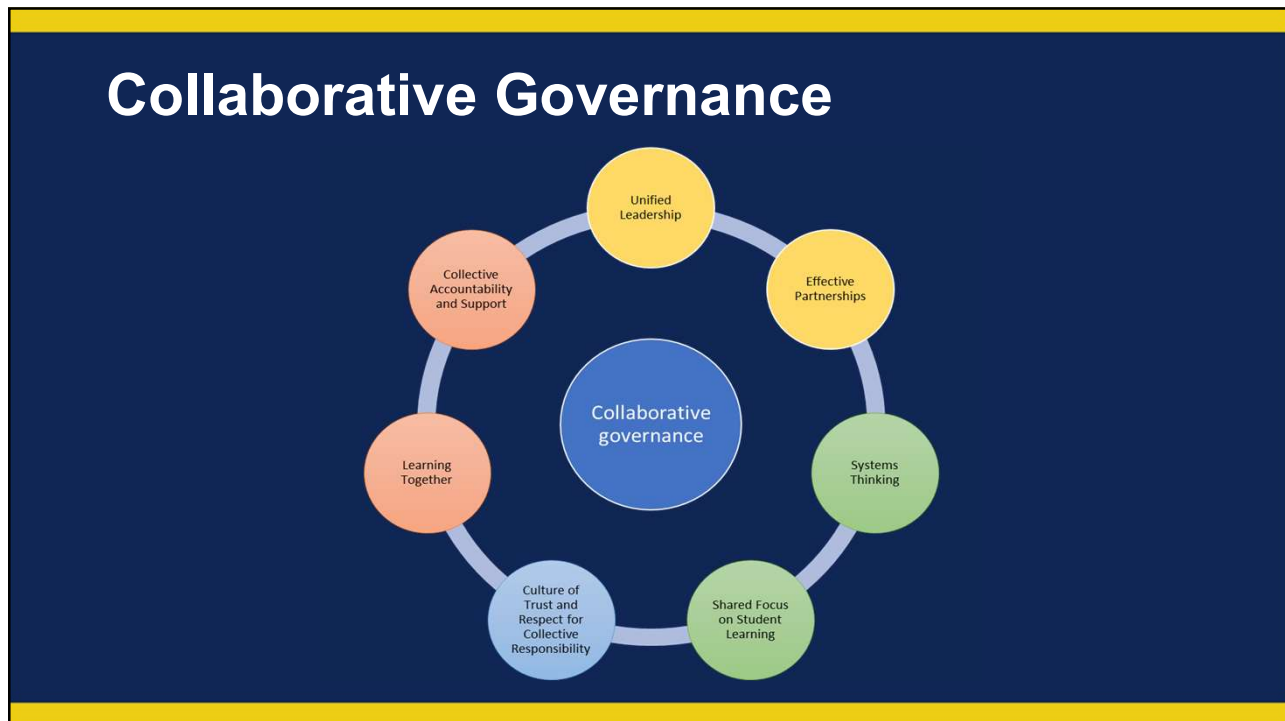 Collaborative Governance
Unified
Leadership
Effective
Partnerships
Systems
Thinking
Shared Focus
on Student
Learning
Culture of
Trust and
Respect for
Collective
Responsibility
Learning
Together
Collective
Accountability
and Support
Collaborative
governance